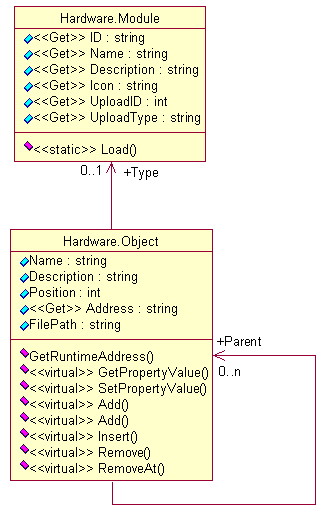 Hardware.Module
<<Get>> ID : string
<<Get>> Name : string
<<Get>> Description : string
<<Get>> Icon : string
<<Get>> UploadID : int
<<Get>> UploadType : string
<<static>> Load()
0..1
+Type
Hardware.Object
Name : string
Description : string
Position : int
<<Get>> Address : string
FilePath : string
GetRuntimeAddress()
<<virtual>> GetPropertyValue()
<<virtual>> SetPropertyValue()
<<virtual>> Add()
<<virtual>> Add()
<<virtual>> Insert()
<<virtual>> Remove()
<<virtual>> RemoveAt()
+Parent
0..n